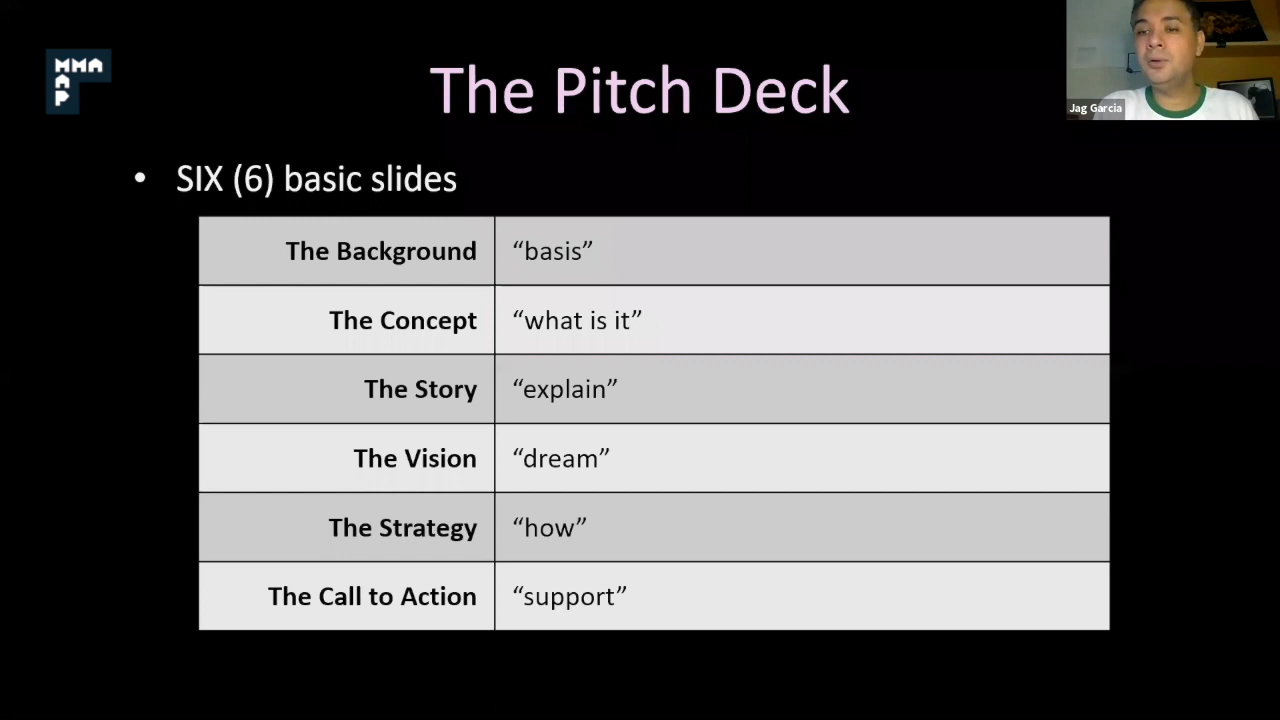 MMA
A
P
The Pitch Deck
Jag Garcia
• SIX (6) basic slides
The Background “basis”
The Concept “what is it”
The Story “explain”
The Vision “dream”
The Strategy “how”
The Call to Action “support”